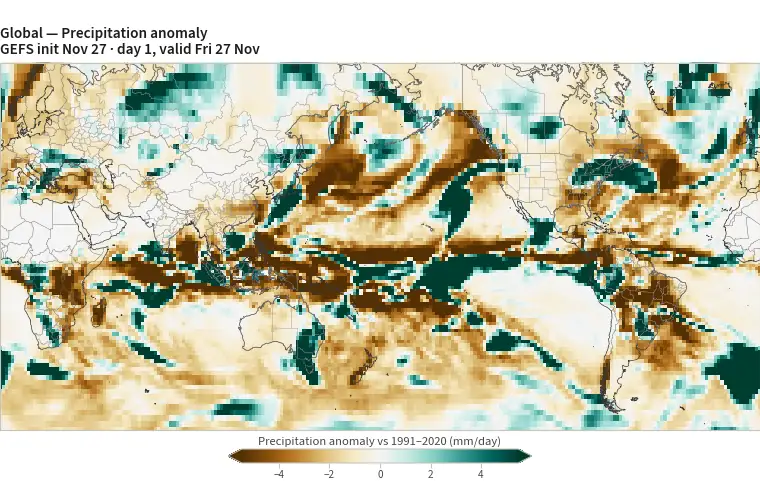 Global — Precipitation anomaly
GEFS init Nov 27 · day 1, valid Fri 27 Nov
Precipitation anomaly vs 1991–2020 (mm/day)
−4 −2 0 2 4